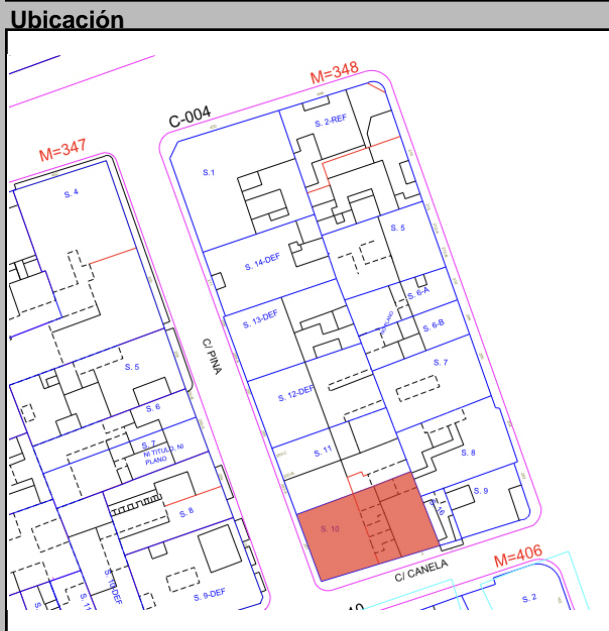 Ubicación
M=348
C-004
S. 2-REF
M=347
S.1
S. 4
S. 5
S. 14-DEF
S. 6-A
S. 13-DEF
S. 6-B
C/ PINA
S. 7
S. 5
S. 12-DEF
S. 6
S. 11
S. 8
S. 7
NI TITULO, NI
PLANO
S. 9
S. 8
S. 10
C/ CANELA
M=406
S. 9-DEF
S. 2